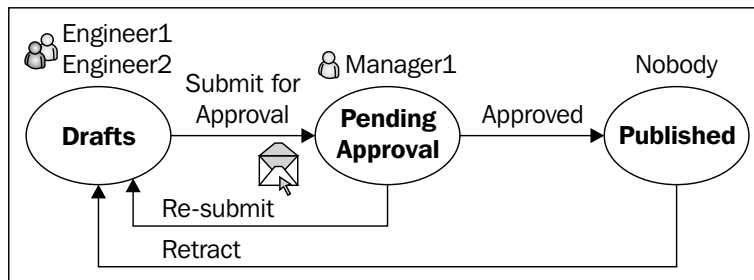 Engineer1
Engineer2
Submit for
Approval
Manager1
Nobody
Drafts
Pending
Approval
Approved
Published
Re-submit
Retract